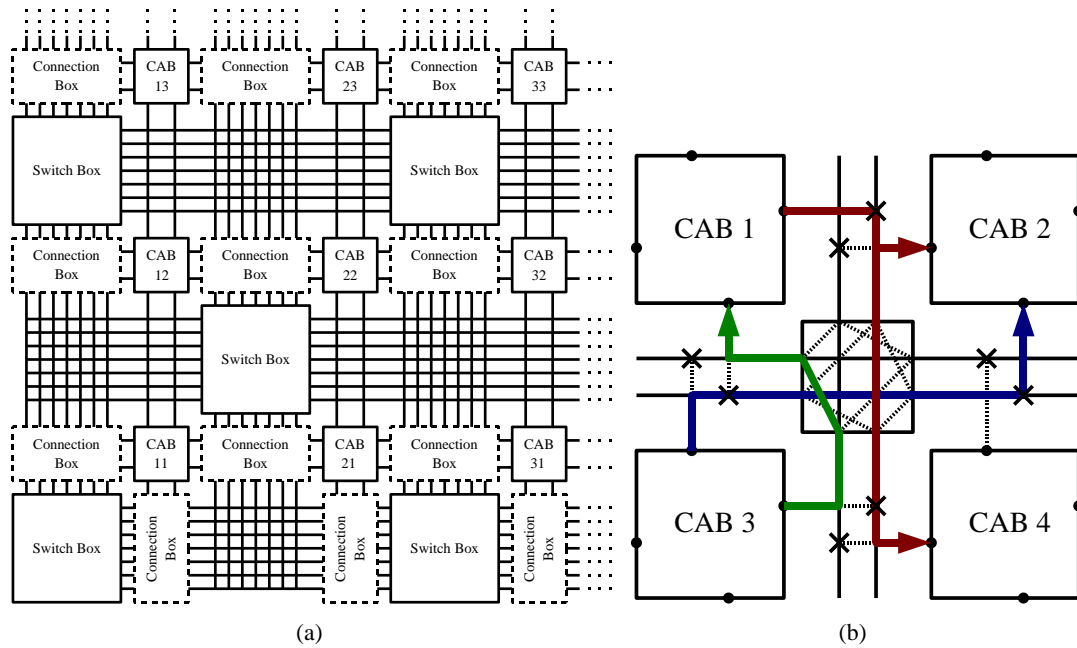 Connection
Box
CAB
13
Connection
Box
CAB
23
Connection
Box
CAB
33
Switch Box
Switch Box
Connection
Box
CAB
12
Connection
Box
CAB
22
Connection
Box
CAB
32
Switch Box
Connection
Box
CAB
11
Connection
Box
CAB
21
Connection
Box
CAB
31
Switch Box
Connection
Box
Connection
Box
Switch Box
Connection
Box
(a)
CAB 1
CAB 2
CAB 3
CAB 4
(b)